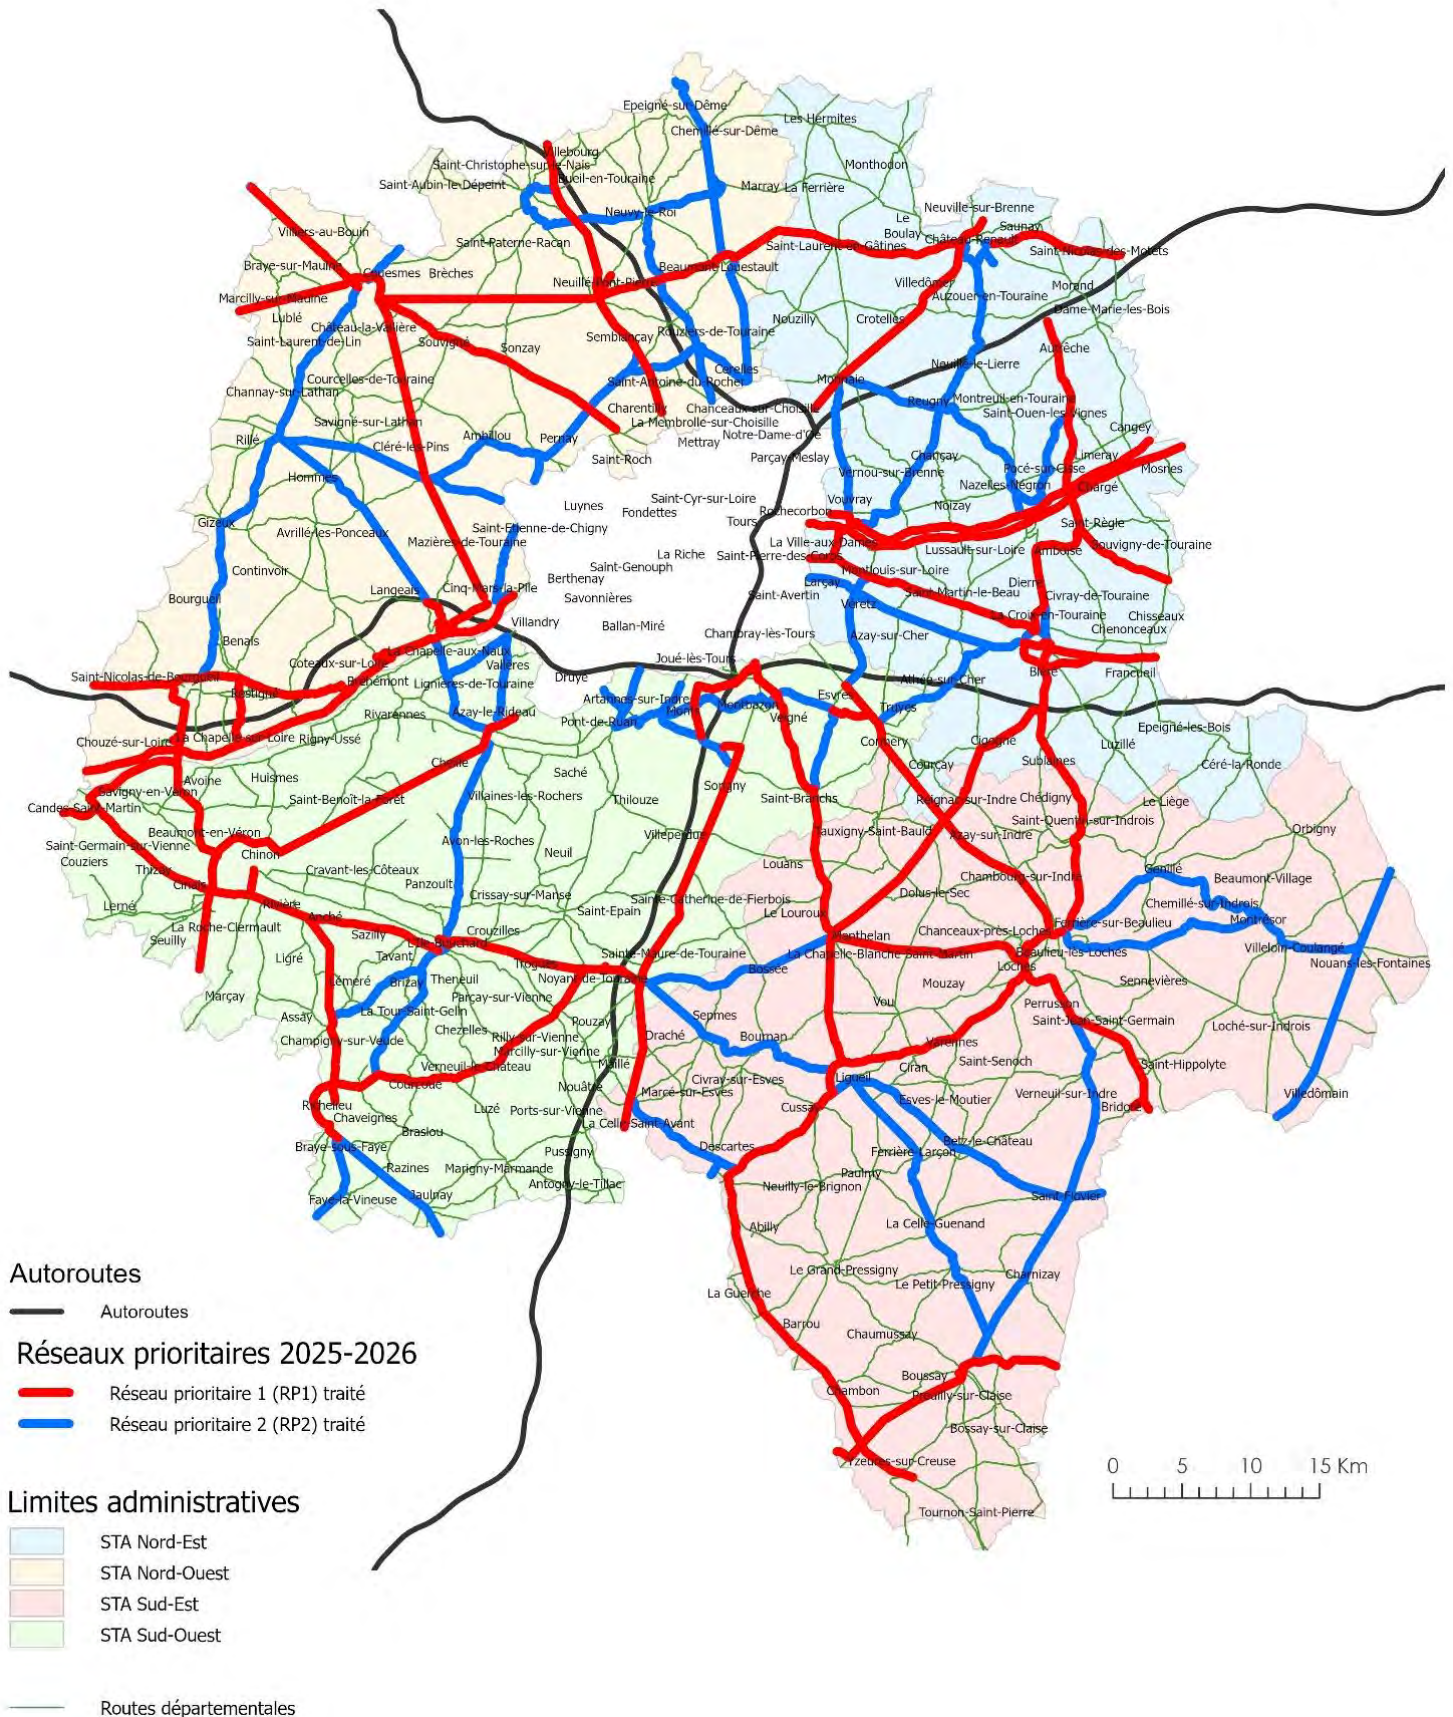 Epeigné-sur-Dême
Les Hermites
Chemillé-sur-Dême
Villebourg
Saint-Christophe-sur-le-Nais
Monthodon
Bueil-en-Touraine
Saint-Aubin-le-Dépeint
Marray
La Ferrière
Neuvy-le-Roi
Neuville-sur-Brenne
Le
Boulay
Saunay
Villiers-au-Bouin
Château-Renault
Saint-Paterne-Racan
Saint-Laurent-en-Gâtines
Saint-Nicolas-des-Motets
Braye-sur-Maulne
Couesmes
Brèches
Beaumont-Louestault
Neuillé-Pont-Pierre
Villedômer
Morand
Auzouer-en-Touraine
Marcilly-sur-Maulne
Dame-Marie-les-Bois
Lublé
Nouzilly
Crotelles
Château-la-Vallière
Rouziers-de-Touraine
Saint-Laurent-de-Lin
Souvigné
Semblançay
Sonzay
Autrèche
Neuillé-le-Lierre
Cerelles
Courcelles-de-Touraine
Saint-Antoine-du-Rocher
Monnaie
Channay-sur-Lathan
Reugny
Montreuil-en-Touraine
Charentilly
Chanceaux-sur-Choisille
Saint-Ouen-les-Vignes
Savigné-sur-Lathan
La Membrolle-sur-Choisille
Cangey
Rillé
Ambillou
Pernay
Mettray
Notre-Dame-d'Oé
Cléré-les-Pins
Saint-Roch
Parçay-Meslay
Chançay
Limeray
Vernou-sur-Brenne
Pocé-sur-Cisse
Mosnes
Hommes
Nazelles-Négron
Chargé
Saint-Cyr-sur-Loire
Vouvray
Luynes
Fondettes
Rochecorbon
Noizay
Gizeux
Tours
Saint-Règle
Avrillé-les-Ponceaux
Saint-Etienne-de-Chigny
Mazières-de-Touraine
La Ville-aux-Dames
Lussault-sur-Loire
Amboise
Souvigny-de-Touraine
La Riche
Saint-Pierre-des-Corps
Continvoir
Saint-Genouph
Montlouis-sur-Loire
Berthenay
Larçay
Dierre
Langeais
Cinq-Mars-la-Pile
Saint-Avertin
Saint-Martin-le-Beau
Civray-de-Touraine
Bourgueil
Savonnières
Véretz
La Croix-en-Touraine
Chisseaux
Villandry
Ballan-Miré
Chambray-lès-Tours
Azay-sur-Cher
Chenonceaux
Benais
La Chapelle-aux-Naux
Coteaux-sur-Loire
Joué-lès-Tours
Vallères
Bléré
Francueil
Saint-Nicolas-de-Bourgueil
Druye
Athée-sur-Cher
Bréhémont
Lignières-de-Touraine
Restigné
Artannes-sur-Indre
Esvres
Rivarennes
Azay-le-Rideau
Monts
Montbazon
Truyes
Pont-de-Ruan
Veigné
Epeigné-les-Bois
Chouzé-sur-Loire
La Chapelle-sur-Loire
Rigny-Ussé
Cormery
Cigogné
Luzillé
Cheillé
Courçay
Sublaines
Céré-la-Ronde
Avoine
Huismes
Saché
Savigny-en-Véron
Sorigny
Saint-Benoît-la-Forêt
Villaines-les-Rochers
Thilouze
Saint-Branchs
Reignac-sur-Indre
Chédigny
Le Liège
Candes-Saint-Martin
Saint-Quentin-sur-Indrois
Beaumont-en-Véron
Villeperdue
Tauxigny-Saint-Bauld
Azay-sur-Indre
Orbigny
Saint-Germain-sur-Vienne
Avon-les-Roches
Couziers
Chinon
Neuil
Louans
Thizay
Cravant-les-Côteaux
Genillé
Cinais
Panzoult
Chambourg-sur-Indre
Beaumont-Village
Crissay-sur-Manse
Sainte-Catherine-de-Fierbois
Dolus-le-Sec
Lerné
Rivière
Saint-Epain
Le Louroux
Chemillé-sur-Indrois
Anché
Ferrière-sur-Beaulieu
Montrésor
La Roche-Clermault
Crouzilles
Chanceaux-près-Loches
Seuilly
Sazilly
L'Ile-Bouchard
Manthelan
Villeloin-Coulangé
Ligré
Tavant
Sainte-Maure-de-Touraine
La Chapelle-Blanche-Saint-Martin
Beaulieu-lès-Loches
Trogues
Bossée
Loches
Nouans-les-Fontaines
Lémeré
Brizay
Theneuil
Noyant-de-Touraine
Mouzay
Sennevières
Marçay
Parçay-sur-Vienne
Vou
Perrusson
Assay
La Tour-Saint-Gelin
Sepmes
Saint-Jean-Saint-Germain
Loché-sur-Indrois
Chezelles
Pouzay
Draché
Bournan
Champigny-sur-Veude
Rilly-sur-Vienne
Varennes
Marcilly-sur-Vienne
Saint-Senoch
Saint-Hippolyte
Verneuil-le-Château
Maillé
Ciran
Courcoué
Nouâtre
Civray-sur-Esves
Ligueil
Marcé-sur-Esves
Verneuil-sur-Indre
Villedômain
Richelieu
Luzé
Ports-sur-Vienne
Cussay
Esves-le-Moutier
Bridoré
Chaveignes
La Celle-Saint-Avant
Braslou
Betz-le-Château
Braye-sous-Faye
Pussigny
Descartes
Ferrière-Larçon
Razines
Marigny-Marmande
Paulmy
Antogny-le-Tillac
Neuilly-le-Brignon
Faye-la-Vineuse
Jaulnay
Saint-Flovier
Abilly
La Celle-Guenand
Le Grand-Pressigny
Charnizay
Le Petit-Pressigny
La Guerche
Barrou
Chaumussay
Boussay
Chambon
Preuilly-sur-Claise
Bossay-sur-Claise
Yzeures-sur-Creuse
Tournon-Saint-Pierre
0 5 10 15 Km
Autoroutes
Autoroutes
Réseaux prioritaires 2025-2026
Réseau prioritaire 1 (RP1) traité
Réseau prioritaire 2 (RP2) traité
Limites administratives
STA Nord-Est
STA Nord-Ouest
STA Sud-Est
STA Sud-Ouest
Routes départementales